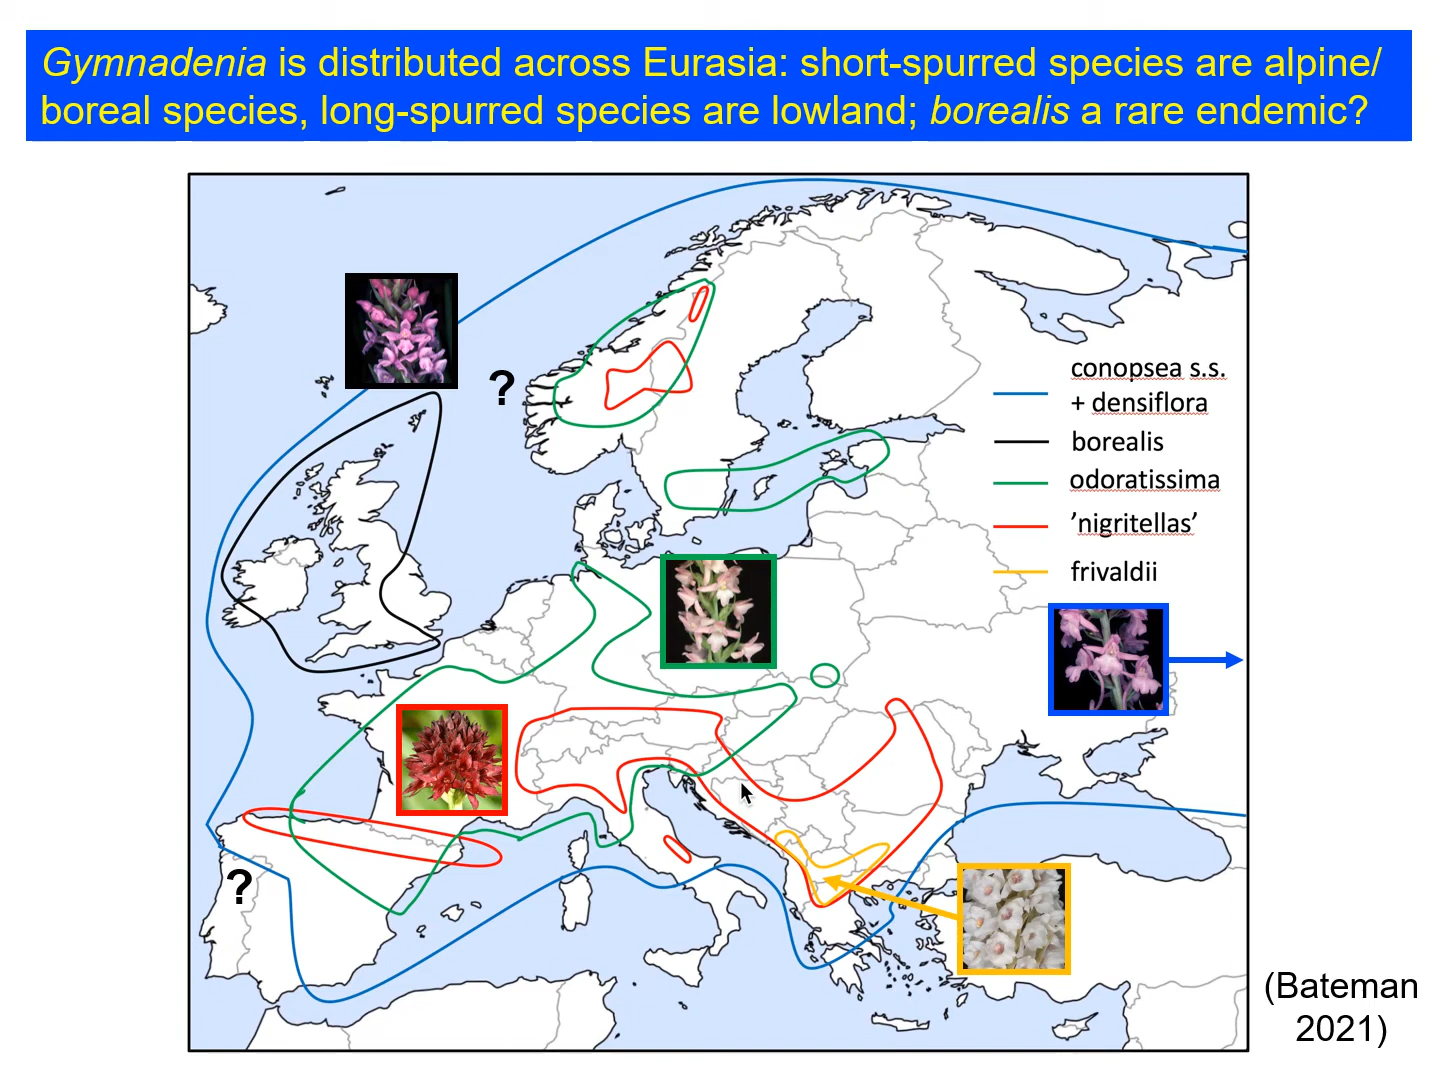 Gymnadenia is distributed across Eurasia: short-spurred species are alpine/
boreal species, long-spurred species are lowland; borealis a rare endemic?
?
conopsea s.s.
+ densiflora
borealis
odoratissima
’nigritellas’
frivaldii
?
(Bateman
2021)